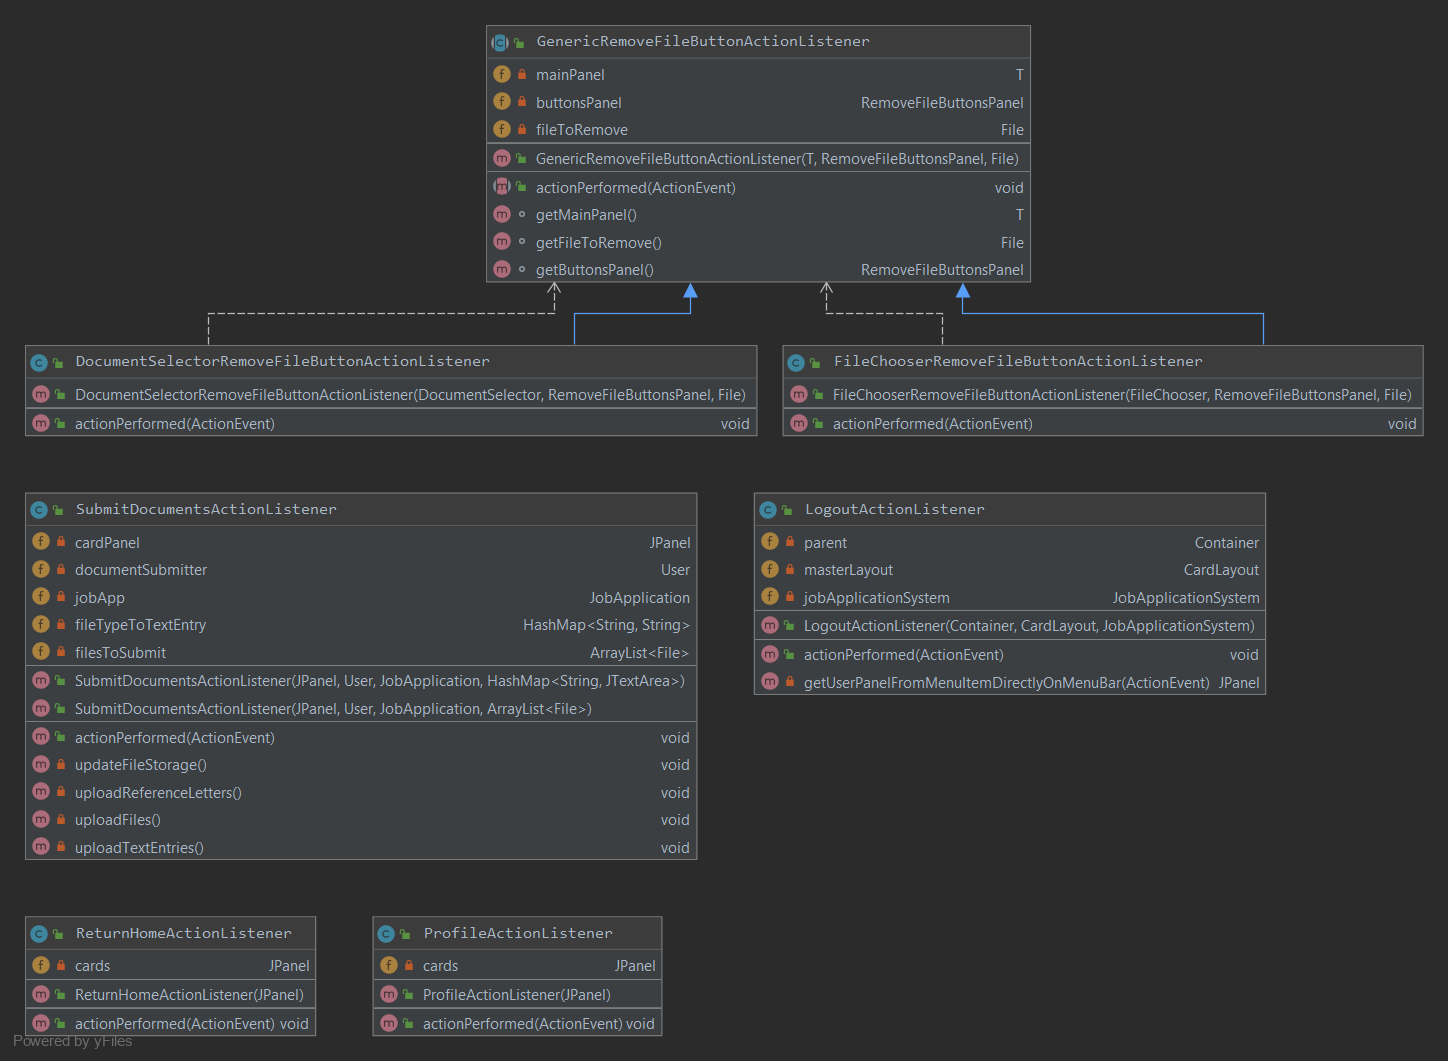 GenericRemoveFileButtonActionListener
mainPanel T
buttonsPanel RemoveFileButtonsPanel
fileToRemove File
GenericRemoveFileButtonActionListener(T, RemoveFileButtonsPanel, File)
actionPerformed(ActionEvent) void
getMainPanel() T
getFileToRemove() File
getButtonsPanel() RemoveFileButtonsPanel
DocumentSelectorRemoveFileButtonActionListener
DocumentSelectorRemoveFileButtonActionListener(DocumentSelector, RemoveFileButtonsPanel, File)
actionPerformed(ActionEvent) void
FileChooserRemoveFileButtonActionListener
FileChooserRemoveFileButtonActionListener(FileChooser, RemoveFileButtonsPanel, File)
actionPerformed(ActionEvent) void
SubmitDocumentsActionListener
cardPanel JPanel
documentSubmitter User
jobApp JobApplication
fileTypeToTextEntry HashMap<String, String>
filesToSubmit ArrayList<File>
SubmitDocumentsActionListener(JPanel, User, JobApplication, HashMap<String, JTextArea>)
SubmitDocumentsActionListener(JPanel, User, JobApplication, ArrayList<File>)
actionPerformed(ActionEvent) void
updateFileStorage() void
uploadReferenceLetters() void
uploadFiles() void
uploadTextEntries() void
LogoutActionListener
parent Container
masterLayout CardLayout
jobApplicationSystem JobApplicationSystem
LogoutActionListener(Container, CardLayout, JobApplicationSystem)
actionPerformed(ActionEvent) void
getUserPanelFromMenuItemDirectlyOnMenuBar(ActionEvent) JPanel
ReturnHomeActionListener
cards JPanel
ReturnHomeActionListener(JPanel)
actionPerformed(ActionEvent) void
ProfileActionListener
cards JPanel
ProfileActionListener(JPanel)
actionPerformed(ActionEvent) void
Powered by yFiles